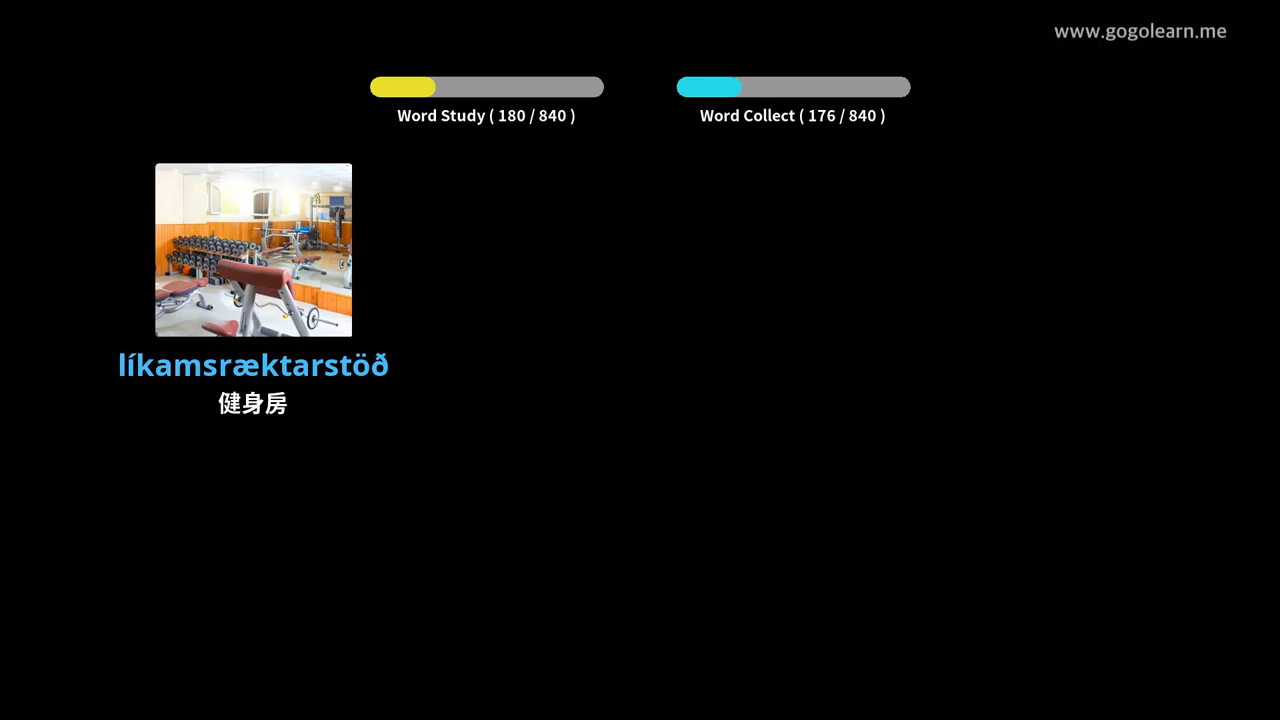 www.gogolearn.me
Word Study ( 180 / 840 )
Word Collect ( 176 / 840 )
líkamsræktarstöð
健身房